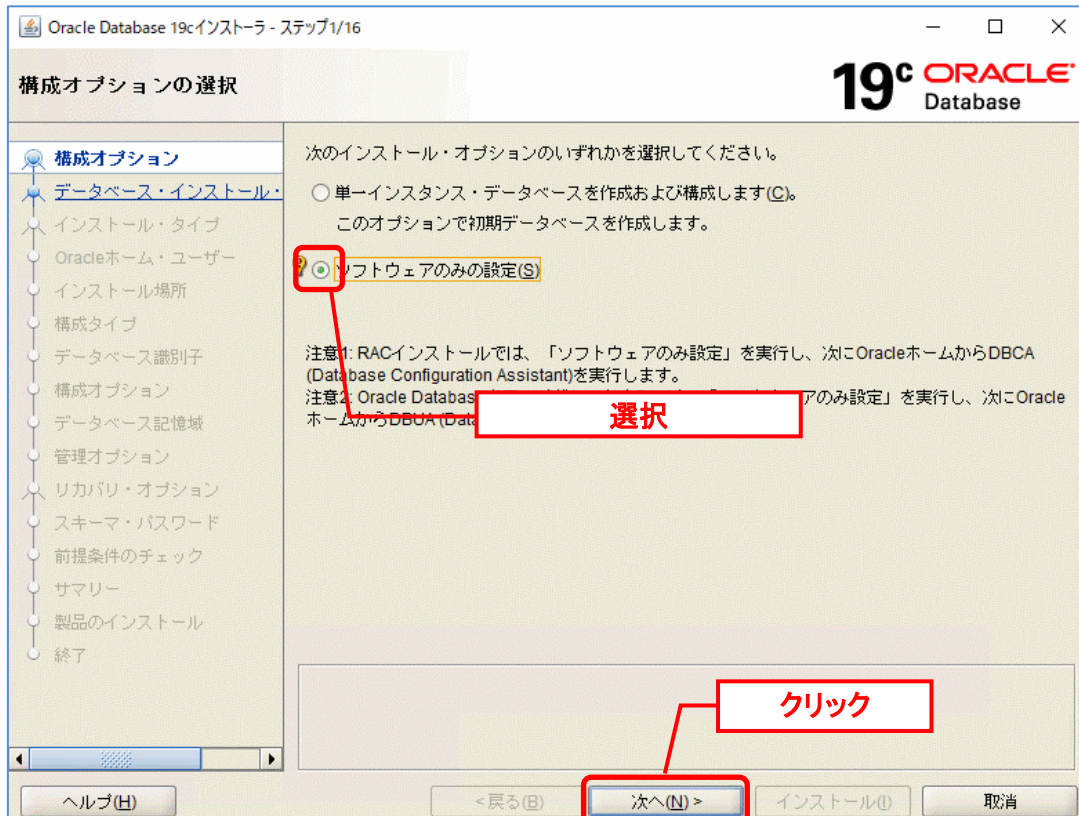 Oracle Database 19cインストーラ - ステップ1/16
構成オプションの選択
19c ORACLE
Database
構成オプション
データベース・インストール・
インストール・タイプ
Oracleホーム・ユーザー
インストール場所
構成タイプ
データベース識別子
構成オプション
データベース記憶域
管理オプション
リカバリ・オプション
スキーマ・パスワード
前提条件のチェック
サマリー
製品のインストール
終了
次のインストール・オプションのいずれかを選択してください。
単一インスタンス・データベースを作成および構成します(C)。
このオプションで初期データベースを作成します。
ソフトウェアのみの設定(S)
注意1: RACインストールでは、「ソフトウェアのみ設定」を実行し、次にOracleホームからDBCA
(Database Configuration Assistant)を実行します。
注意2: Oracle Databas アのみ設定」を実行し、次にOracle
ホームからDBUA (Data
選択
クリック
ヘルプ(H)
<戻る(B)
次へ(N) >
インストール(I)
取消